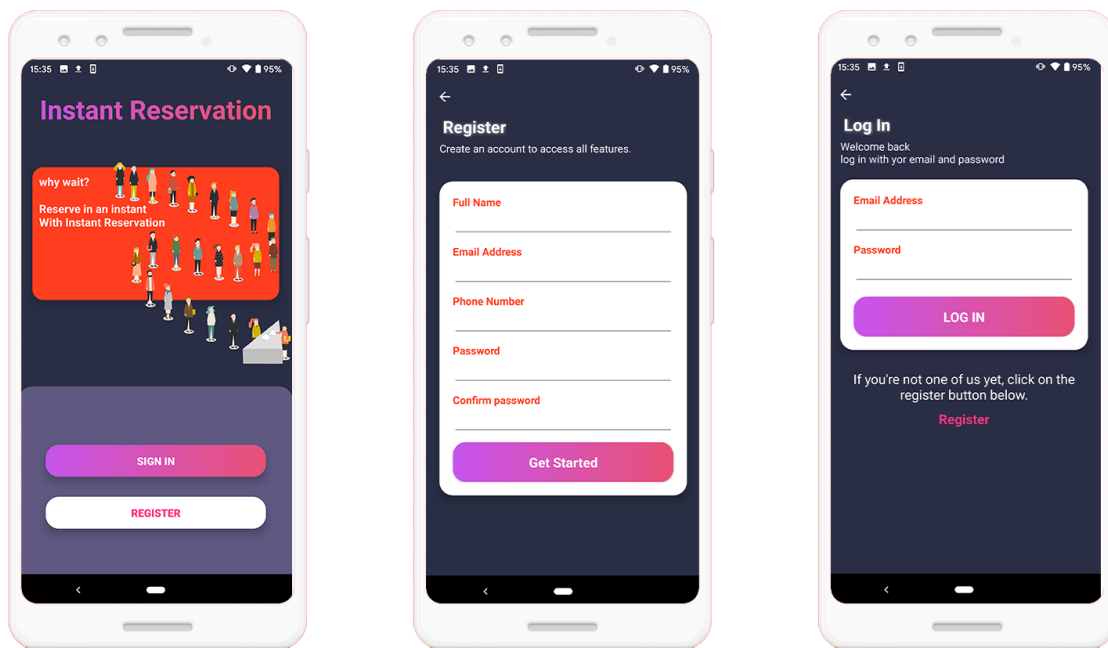 15:35 95%
Instant Reservation
why wait?
Reserve in an instant
With Instant Reservation
SIGN IN
REGISTER
15:35 95%
Register
Create an account to access all features.
Full Name
Email Address
Phone Number
Password
Confirm password
Get Started
15:35 95%
Log In
Welcome back
log in with yor email and password
Email Address
Password
LOG IN
If you're not one of us yet, click on the
register button below.
Register